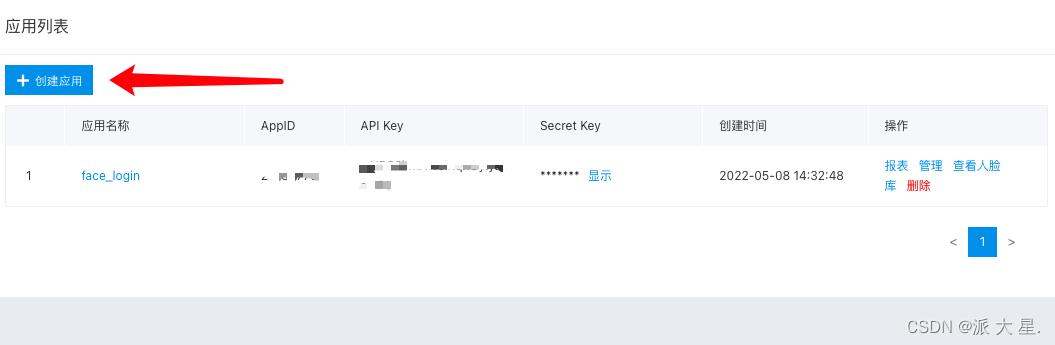 应用列表
创建应用
应用名称 AppID API Key Secret Key 创建时间 操作
1 face_login ******* 显示 2022-05-08 14:32:48 报表 管理 查看人脸
库 删除
< 1 >
CSDN @派 大 星.